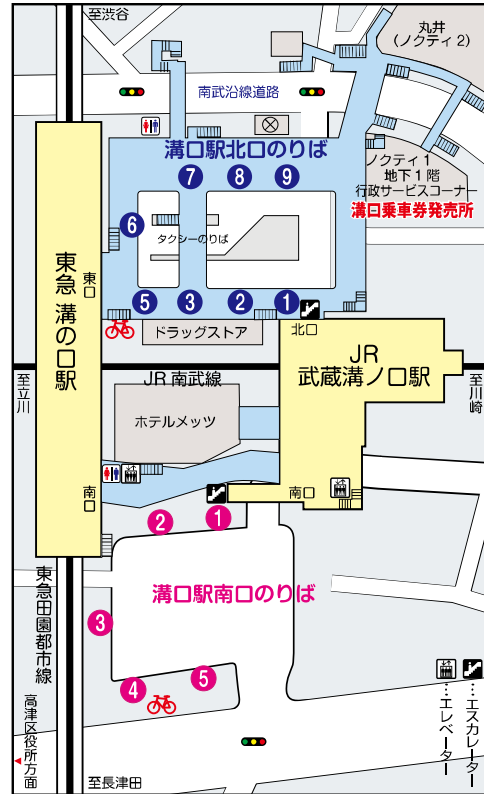 至渋谷
丸井
(ノクティ2)
南武沿線道路
溝口駅北口のりば
7
8
9
ノクティ1
地下1階
行政サービスコーナー
溝口乗車券発売所
6
タクシーのりば
東急 溝の口駅
東口
5
3
2
1
ドラッグストア
北口
JR
武蔵溝ノ口駅
JR 南武線
至立川
至川崎
ホテルメッツ
南口
南口
1
2
溝口駅南口のりば
3
東急田園都市線
4
5
高津区役所方面
至長津田
…エレベーター
…エスカレーター